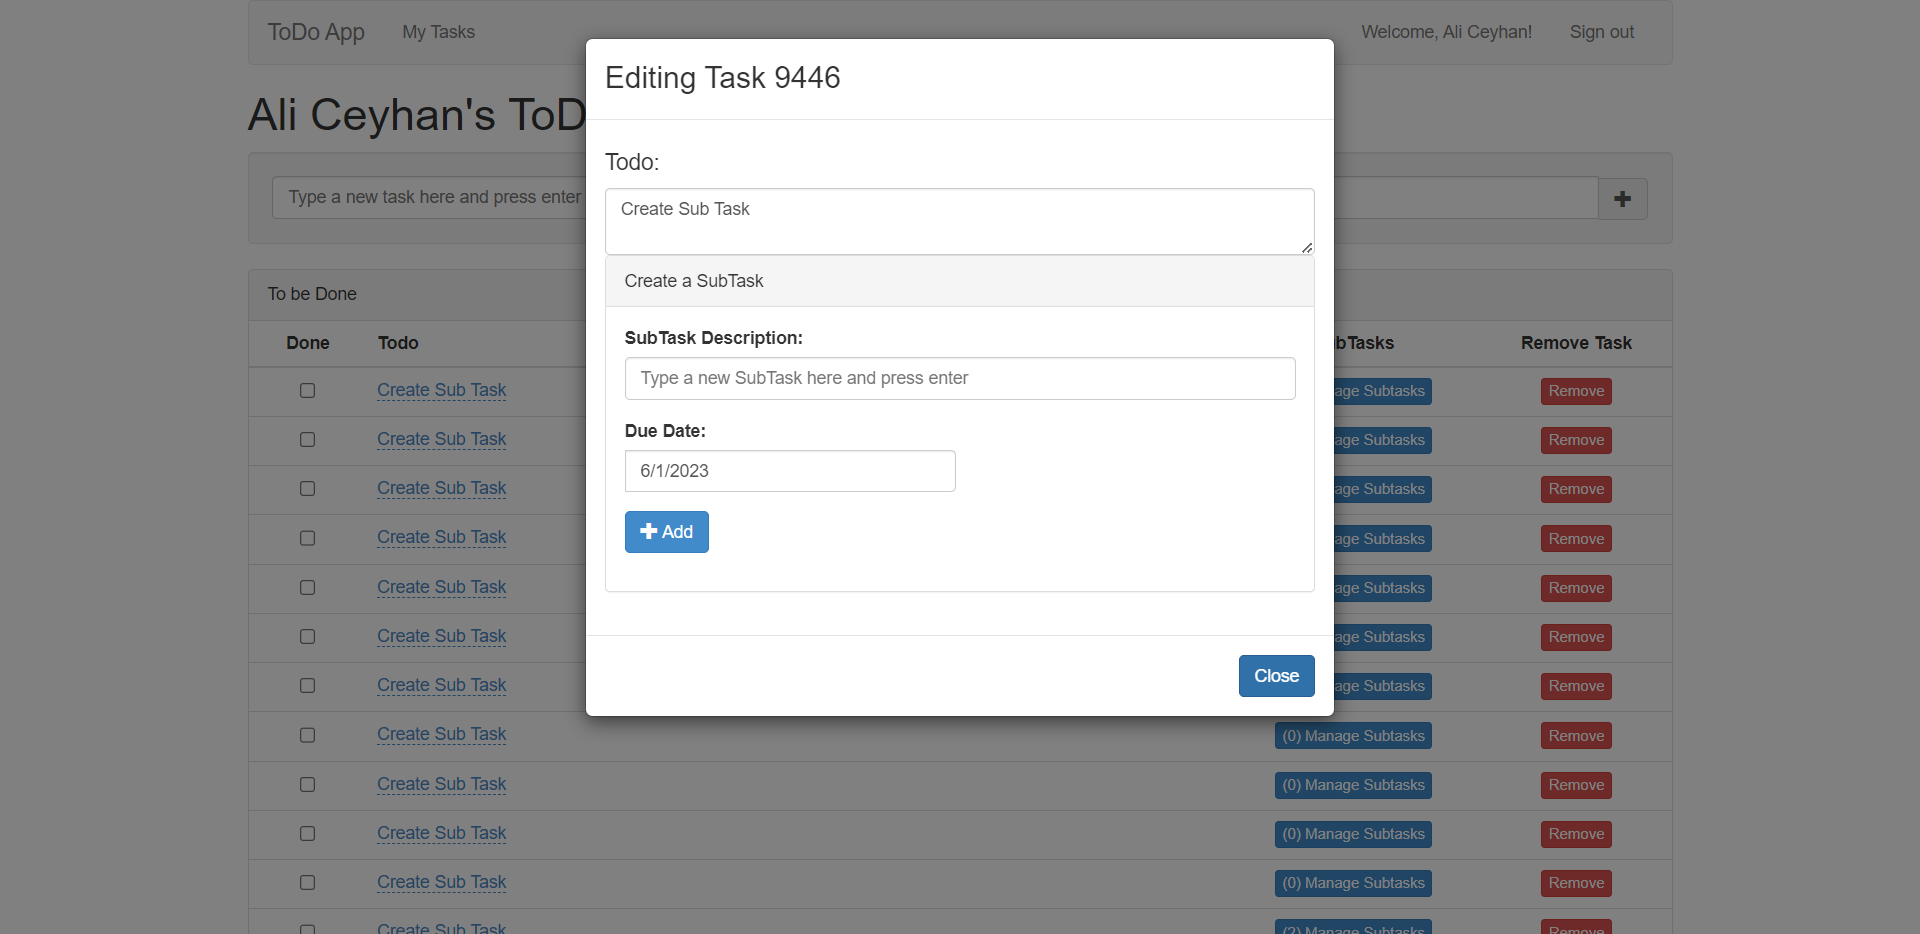 ToDo App My Tasks Welcome, Ali Ceyhan! Sign out
Editing Task 9446
Ali Ceyhan's ToD
Todo:
Type a new task here and press enter
Create Sub Task
Create a SubTask
To be Done
SubTask Description:
Done Todo bTasks Remove Task
Type a new SubTask here and press enter
Create Sub Task age Subtasks Remove
Due Date:
Create Sub Task age Subtasks Remove
6/1/2023
Create Sub Task age Subtasks Remove
Add
Create Sub Task age Subtasks Remove
Create Sub Task age Subtasks Remove
Create Sub Task age Subtasks Remove
Close
Create Sub Task age Subtasks Remove
Create Sub Task (0) Manage Subtasks Remove
Create Sub Task (0) Manage Subtasks Remove
Create Sub Task (0) Manage Subtasks Remove
Create Sub Task (0) Manage Subtasks Remove
Create Sub Task (2) Manage Subtasks Remove